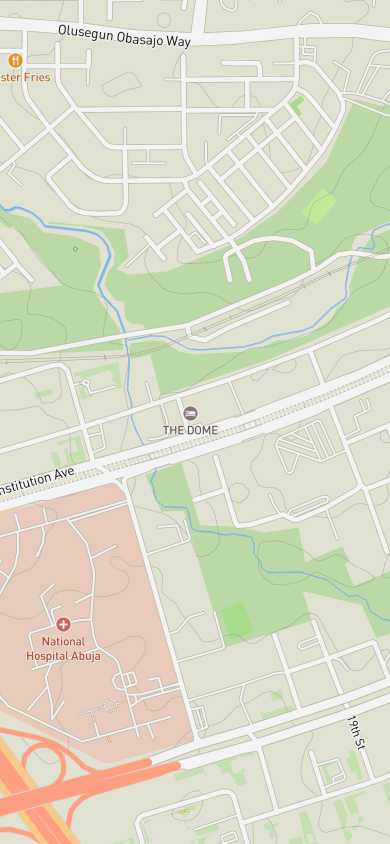 Olusegun Obasajo Way
ster Fries
THE DOME
nstitution Ave
National
Hospital Abuja
19th St